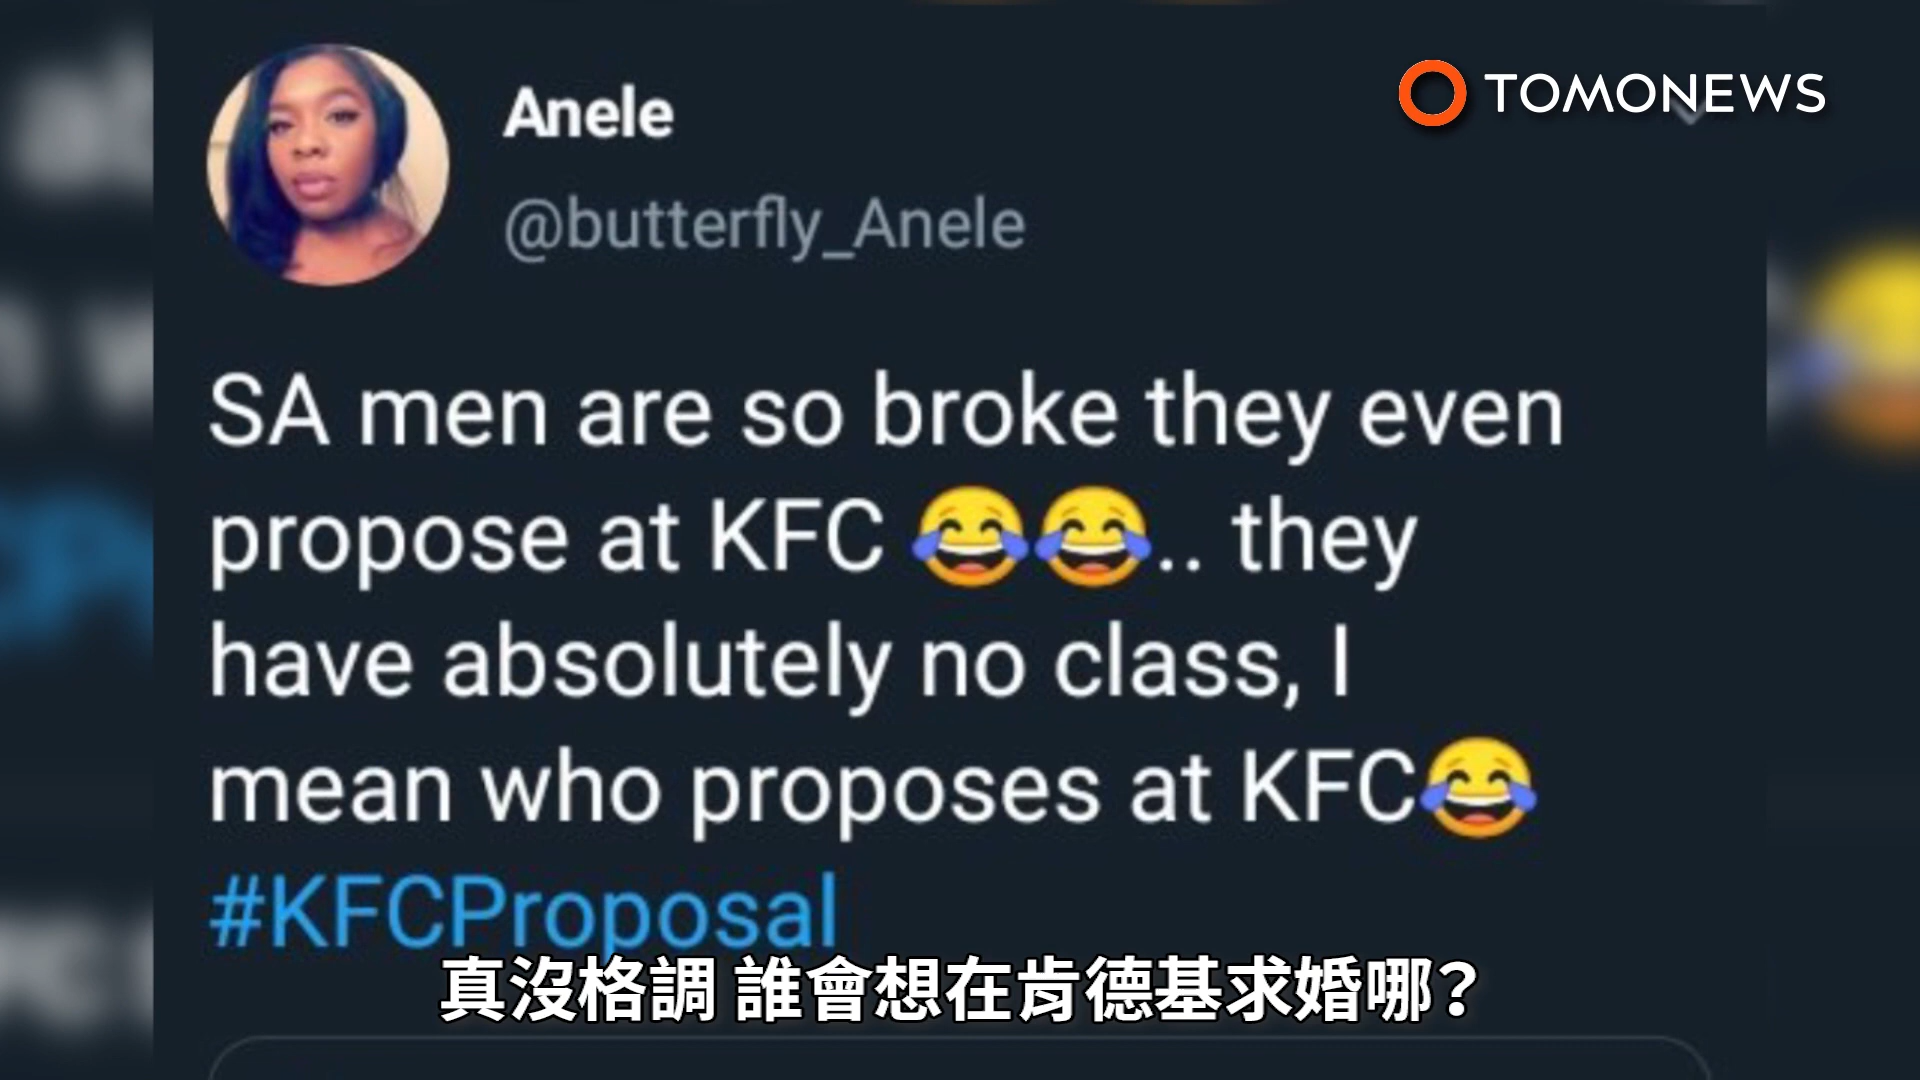 TOMONEWS
Anele
@butterfly_Anele
SA men are so broke they even
propose at KFC 😂😂.. they
have absolutely no class, I
mean who proposes at KFC😂
#KFCProposal
真沒格調 誰會想在肯德基求婚哪?